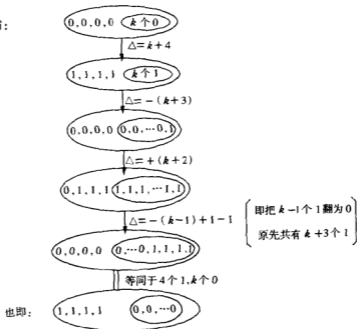 0,0,0,0 k个0
△=k+4
1,1,1,1 k个1
△=-(k+3)
0,0,0,0 0,0,…0,1
△=+(k+2)
0,1,1,1 1,1,1,…1,1
△=-(k-1)+1-1
即把k-1个1翻为0
原先共有k+3个1
0,0,0,0 0,…0,1,1,1,1
等同于4个1,k个0
也即: 1,1,1,1 0,0,…0